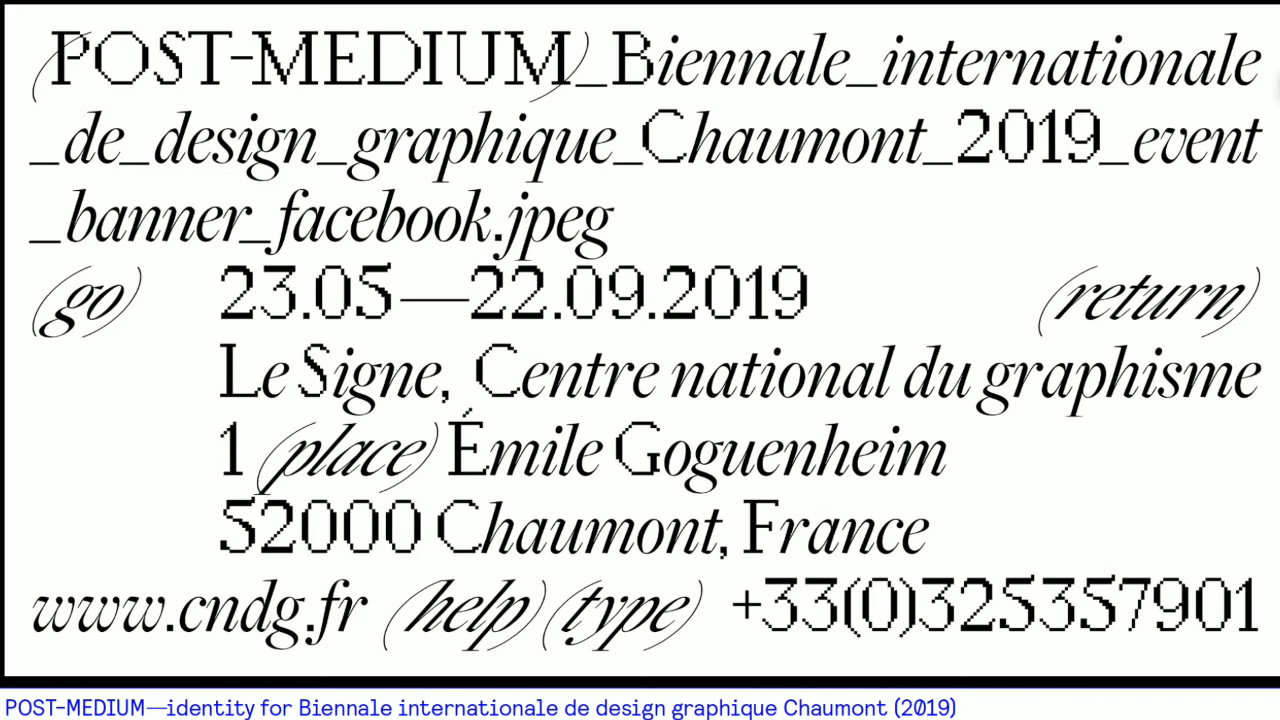 (POST-MEDIUM)_Biennale_internationale
_de_design_graphique_Chaumont_2019_event
_banner_facebook.jpeg
(go) 23.05—22.09.2019 (return)
Le Signe, Centre national du graphisme
1 (place) Émile Goguenheim
52000 Chaumont, France
www.cndg.fr (help) (type) +33(0)325357901
POST-MEDIUM—identity for Biennale internationale de design graphique Chaumont (2019)